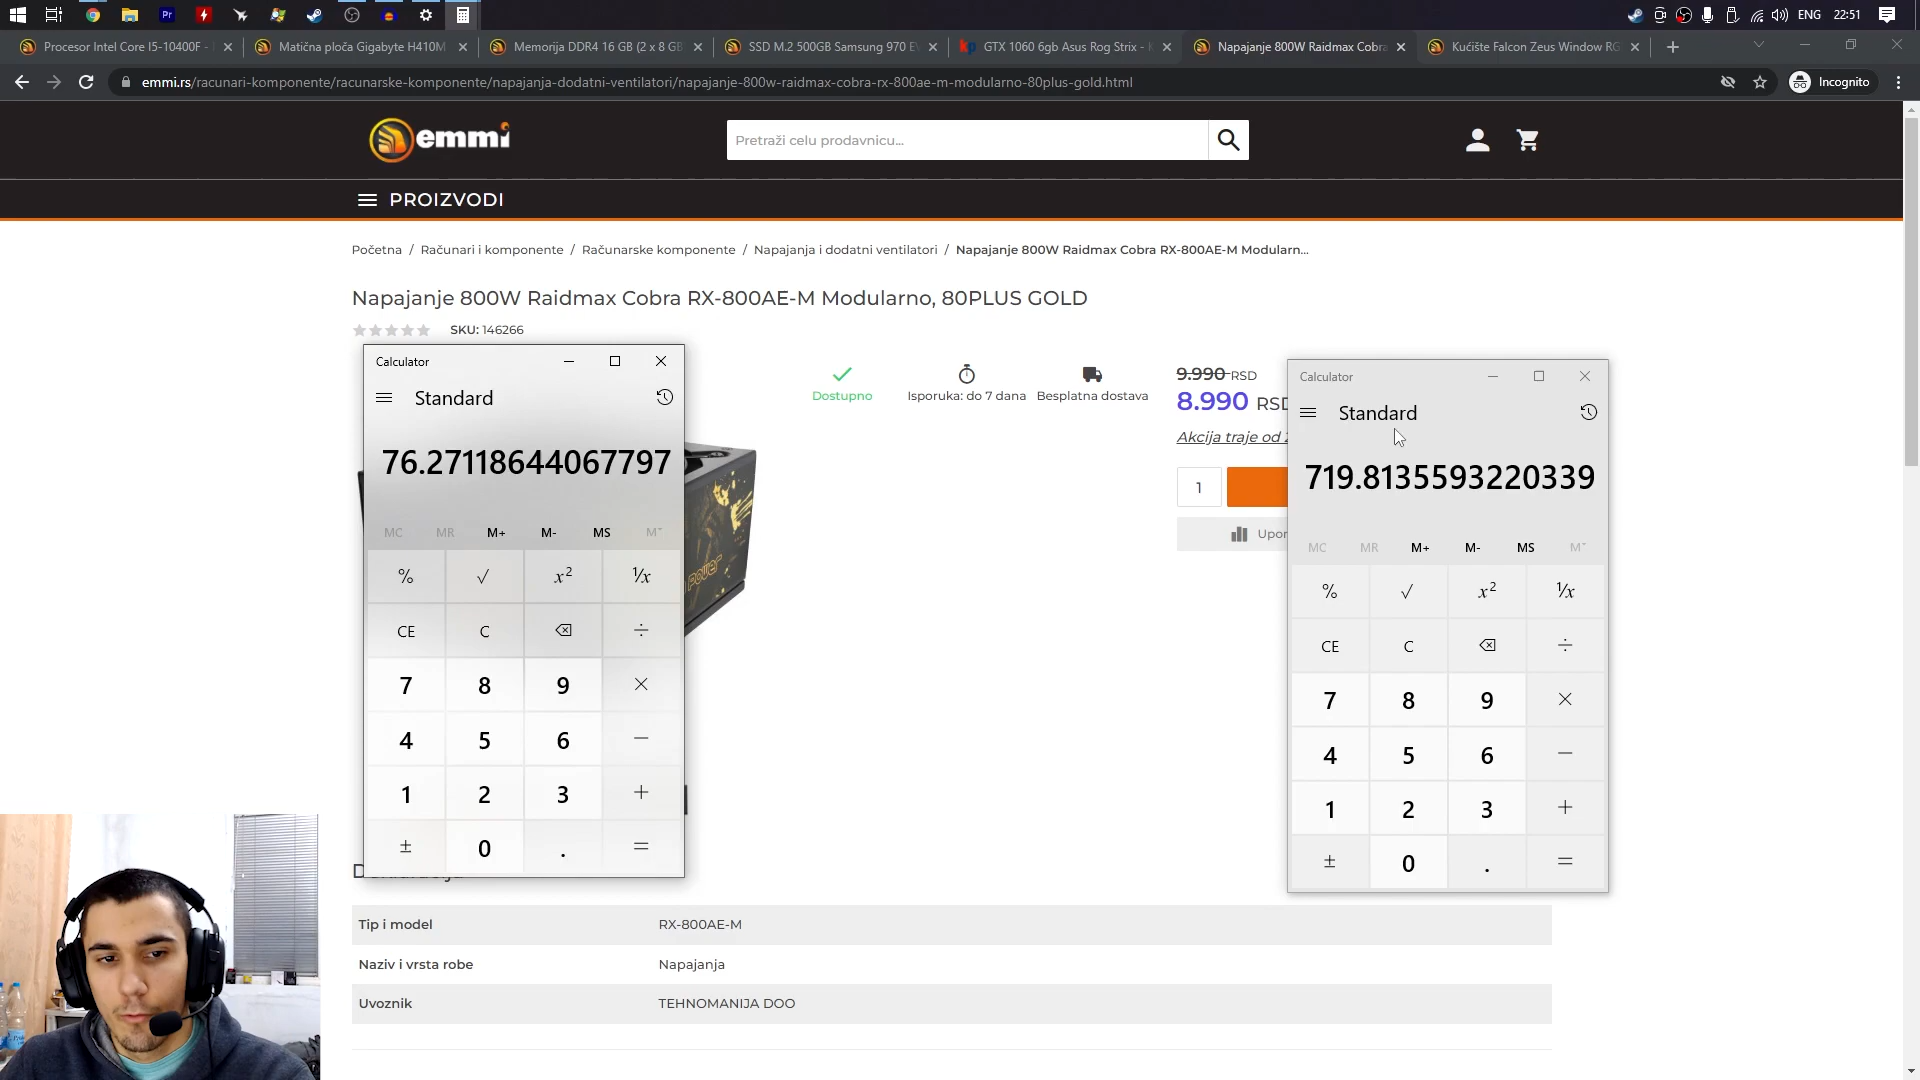 ENG 22:51
Procesor Intel Core I5-10400F -
Matična ploča Gigabyte H410M
Memorija DDR4 16 GB (2 x 8 GB
SSD M.2 500GB Samsung 970 E
GTX 1060 6gb Asus Rog Strix -
Napajanje 800W Raidmax Cobra
Kućište Falcon Zeus Window RG
emmi.rs/racunari-komponente/racunarske-komponente/napajanja-dodatni-ventilatori/napajanje-800w-raidmax-cobra-rx-800ae-m-modularno-80plus-gold.html
Incognito
emmi
Pretraži celu prodavnicu...
PROIZVODI
Početna / Računari i komponente / Računarske komponente / Napajanja i dodatni ventilatori / Napajanje 800W Raidmax Cobra RX-800AE-M Modularn...
Napajanje 800W Raidmax Cobra RX-800AE-M Modularno, 80PLUS GOLD
SKU: 146266
Dostupno
Isporuka: do 7 dana
Besplatna dostava
9.990 RSD
8.990 RSD
Akcija traje od
1
Upor
Calculator
Standard
76.27118644067797
MC MR M+ M- MS M˅
% √ x² ¹/x
CE C ÷
7 8 9 ×
4 5 6 −
1 2 3 +
± 0 . =
Calculator
Standard
719.8135593220339
MC MR M+ M- MS M˅
% √ x² ¹/x
CE C ÷
7 8 9 ×
4 5 6 −
1 2 3 +
± 0 . =
Tip i model RX-800AE-M
Naziv i vrsta robe Napajanja
Uvoznik TEHNOMANIJA DOO